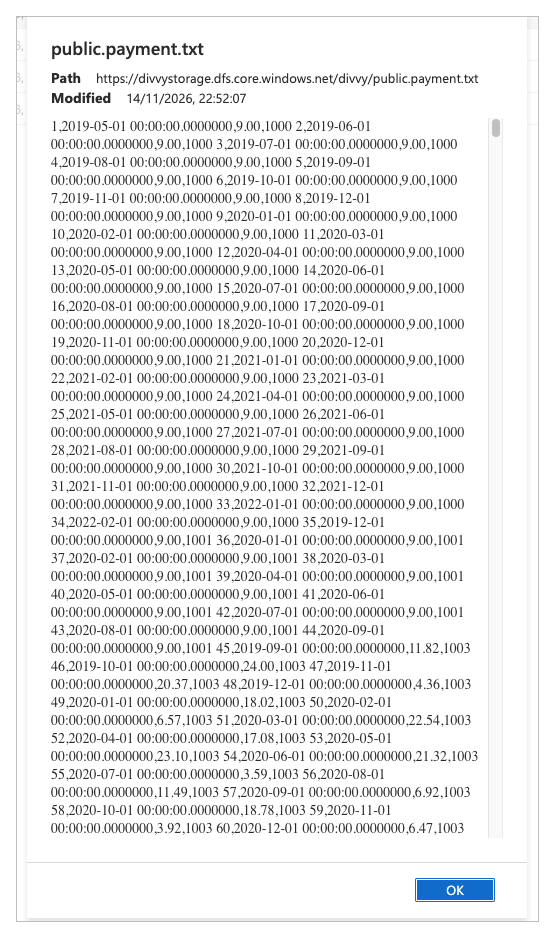 public.payment.txt
Path https://divvystorage.dfs.core.windows.net/divvy/public.payment.txt
Modified 14/11/2026, 22:52:07
1,2019-05-01 00:00:00.0000000,9.00,1000 2,2019-06-01
00:00:00.0000000,9.00,1000 3,2019-07-01 00:00:00.0000000,9.00,1000
4,2019-08-01 00:00:00.0000000,9.00,1000 5,2019-09-01
00:00:00.0000000,9.00,1000 6,2019-10-01 00:00:00.0000000,9.00,1000
7,2019-11-01 00:00:00.0000000,9.00,1000 8,2019-12-01
00:00:00.0000000,9.00,1000 9,2020-01-01 00:00:00.0000000,9.00,1000
10,2020-02-01 00:00:00.0000000,9.00,1000 11,2020-03-01
00:00:00.0000000,9.00,1000 12,2020-04-01 00:00:00.0000000,9.00,1000
13,2020-05-01 00:00:00.0000000,9.00,1000 14,2020-06-01
00:00:00.0000000,9.00,1000 15,2020-07-01 00:00:00.0000000,9.00,1000
16,2020-08-01 00:00:00.0000000,9.00,1000 17,2020-09-01
00:00:00.0000000,9.00,1000 18,2020-10-01 00:00:00.0000000,9.00,1000
19,2020-11-01 00:00:00.0000000,9.00,1000 20,2020-12-01
00:00:00.0000000,9.00,1000 21,2021-01-01 00:00:00.0000000,9.00,1000
22,2021-02-01 00:00:00.0000000,9.00,1000 23,2021-03-01
00:00:00.0000000,9.00,1000 24,2021-04-01 00:00:00.0000000,9.00,1000
25,2021-05-01 00:00:00.0000000,9.00,1000 26,2021-06-01
00:00:00.0000000,9.00,1000 27,2021-07-01 00:00:00.0000000,9.00,1000
28,2021-08-01 00:00:00.0000000,9.00,1000 29,2021-09-01
00:00:00.0000000,9.00,1000 30,2021-10-01 00:00:00.0000000,9.00,1000
31,2021-11-01 00:00:00.0000000,9.00,1000 32,2021-12-01
00:00:00.0000000,9.00,1000 33,2022-01-01 00:00:00.0000000,9.00,1000
34,2022-02-01 00:00:00.0000000,9.00,1000 35,2019-12-01
00:00:00.0000000,9.00,1001 36,2020-01-01 00:00:00.0000000,9.00,1001
37,2020-02-01 00:00:00.0000000,9.00,1001 38,2020-03-01
00:00:00.0000000,9.00,1001 39,2020-04-01 00:00:00.0000000,9.00,1001
40,2020-05-01 00:00:00.0000000,9.00,1001 41,2020-06-01
00:00:00.0000000,9.00,1001 42,2020-07-01 00:00:00.0000000,9.00,1001
43,2020-08-01 00:00:00.0000000,9.00,1001 44,2020-09-01
00:00:00.0000000,9.00,1001 45,2019-09-01 00:00:00.0000000,11.82,1003
46,2019-10-01 00:00:00.0000000,24.00,1003 47,2019-11-01
00:00:00.0000000,20.37,1003 48,2019-12-01 00:00:00.0000000,4.36,1003
49,2020-01-01 00:00:00.0000000,18.02,1003 50,2020-02-01
00:00:00.0000000,6.57,1003 51,2020-03-01 00:00:00.0000000,22.54,1003
52,2020-04-01 00:00:00.0000000,17.08,1003 53,2020-05-01
00:00:00.0000000,23.10,1003 54,2020-06-01 00:00:00.0000000,21.32,1003
55,2020-07-01 00:00:00.0000000,3.59,1003 56,2020-08-01
00:00:00.0000000,11.49,1003 57,2020-09-01 00:00:00.0000000,6.92,1003
58,2020-10-01 00:00:00.0000000,18.78,1003 59,2020-11-01
00:00:00.0000000,3.92,1003 60,2020-12-01 00:00:00.0000000,6.47,1003
OK